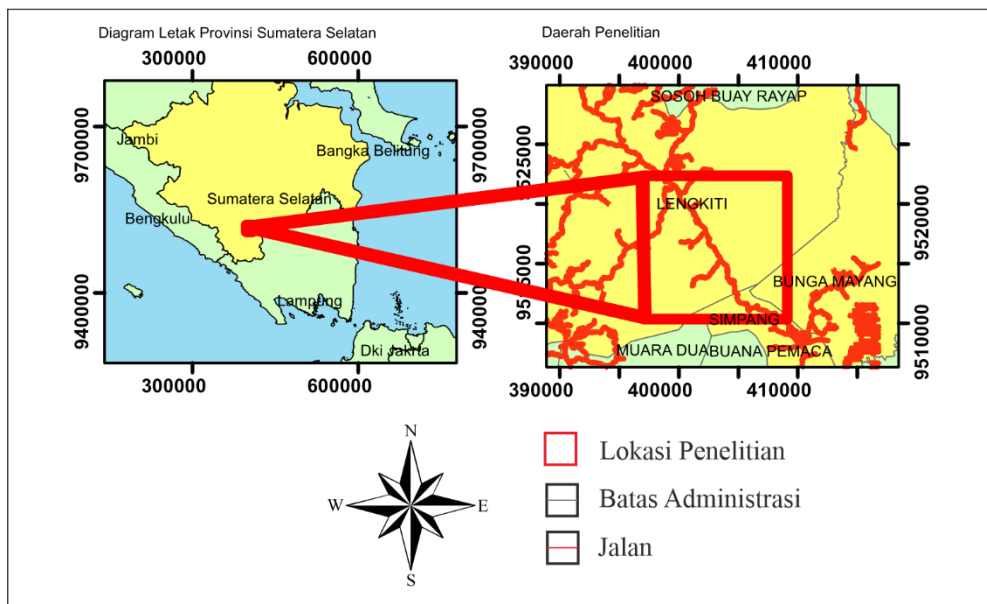 Diagram Letak Provinsi Sumatera Selatan
300000 600000
9700000 9700000
9400000 9400000
Jambi
Bangka Belitung
Sumatera Selatan
Bengkulu
Lampung
Dki Jakrta
300000 600000
Daerah Penelitian
390000 400000 410000
SOSOH BUAY RAYAP
9525000
LENGKITI
9520000
BUNGA MAYANG
9515000
SIMPANG
9510000
MUARA DUA
BUANA PEMACA
390000 400000 410000
N
W E
S
Lokasi Penelitian
Batas Administrasi
Jalan